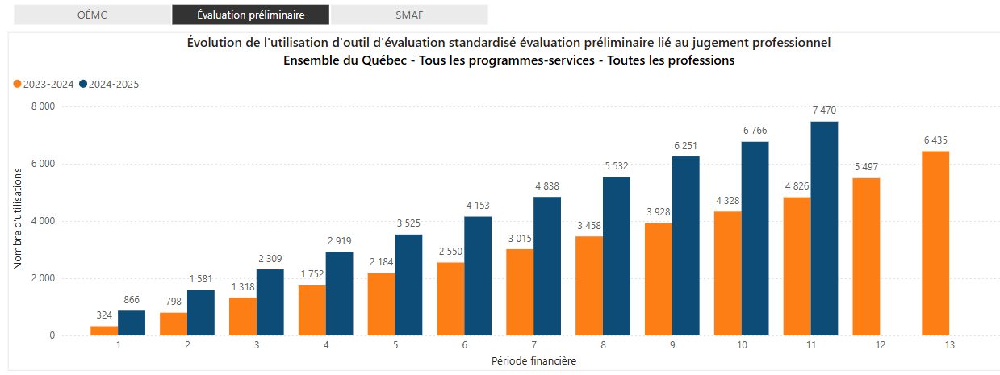 OÉMC Évaluation préliminaire SMAF
Évolution de l'utilisation d'outil d'évaluation standardisé évaluation préliminaire lié au jugement professionnel
Ensemble du Québec - Tous les programmes-services - Toutes les professions
2023-2024 2024-2025
Nombre d'utilisations
8 000
6 000
4 000
2 000
0
324 866
798 1 581
1 318 2 309
1 752 2 919
2 184 3 525
2 550 4 153
3 015 4 838
3 458 5 532
3 928 6 251
4 328 6 766
4 826 7 470
5 497
6 435
1 2 3 4 5 6 7 8 9 10 11 12 13
Période financière